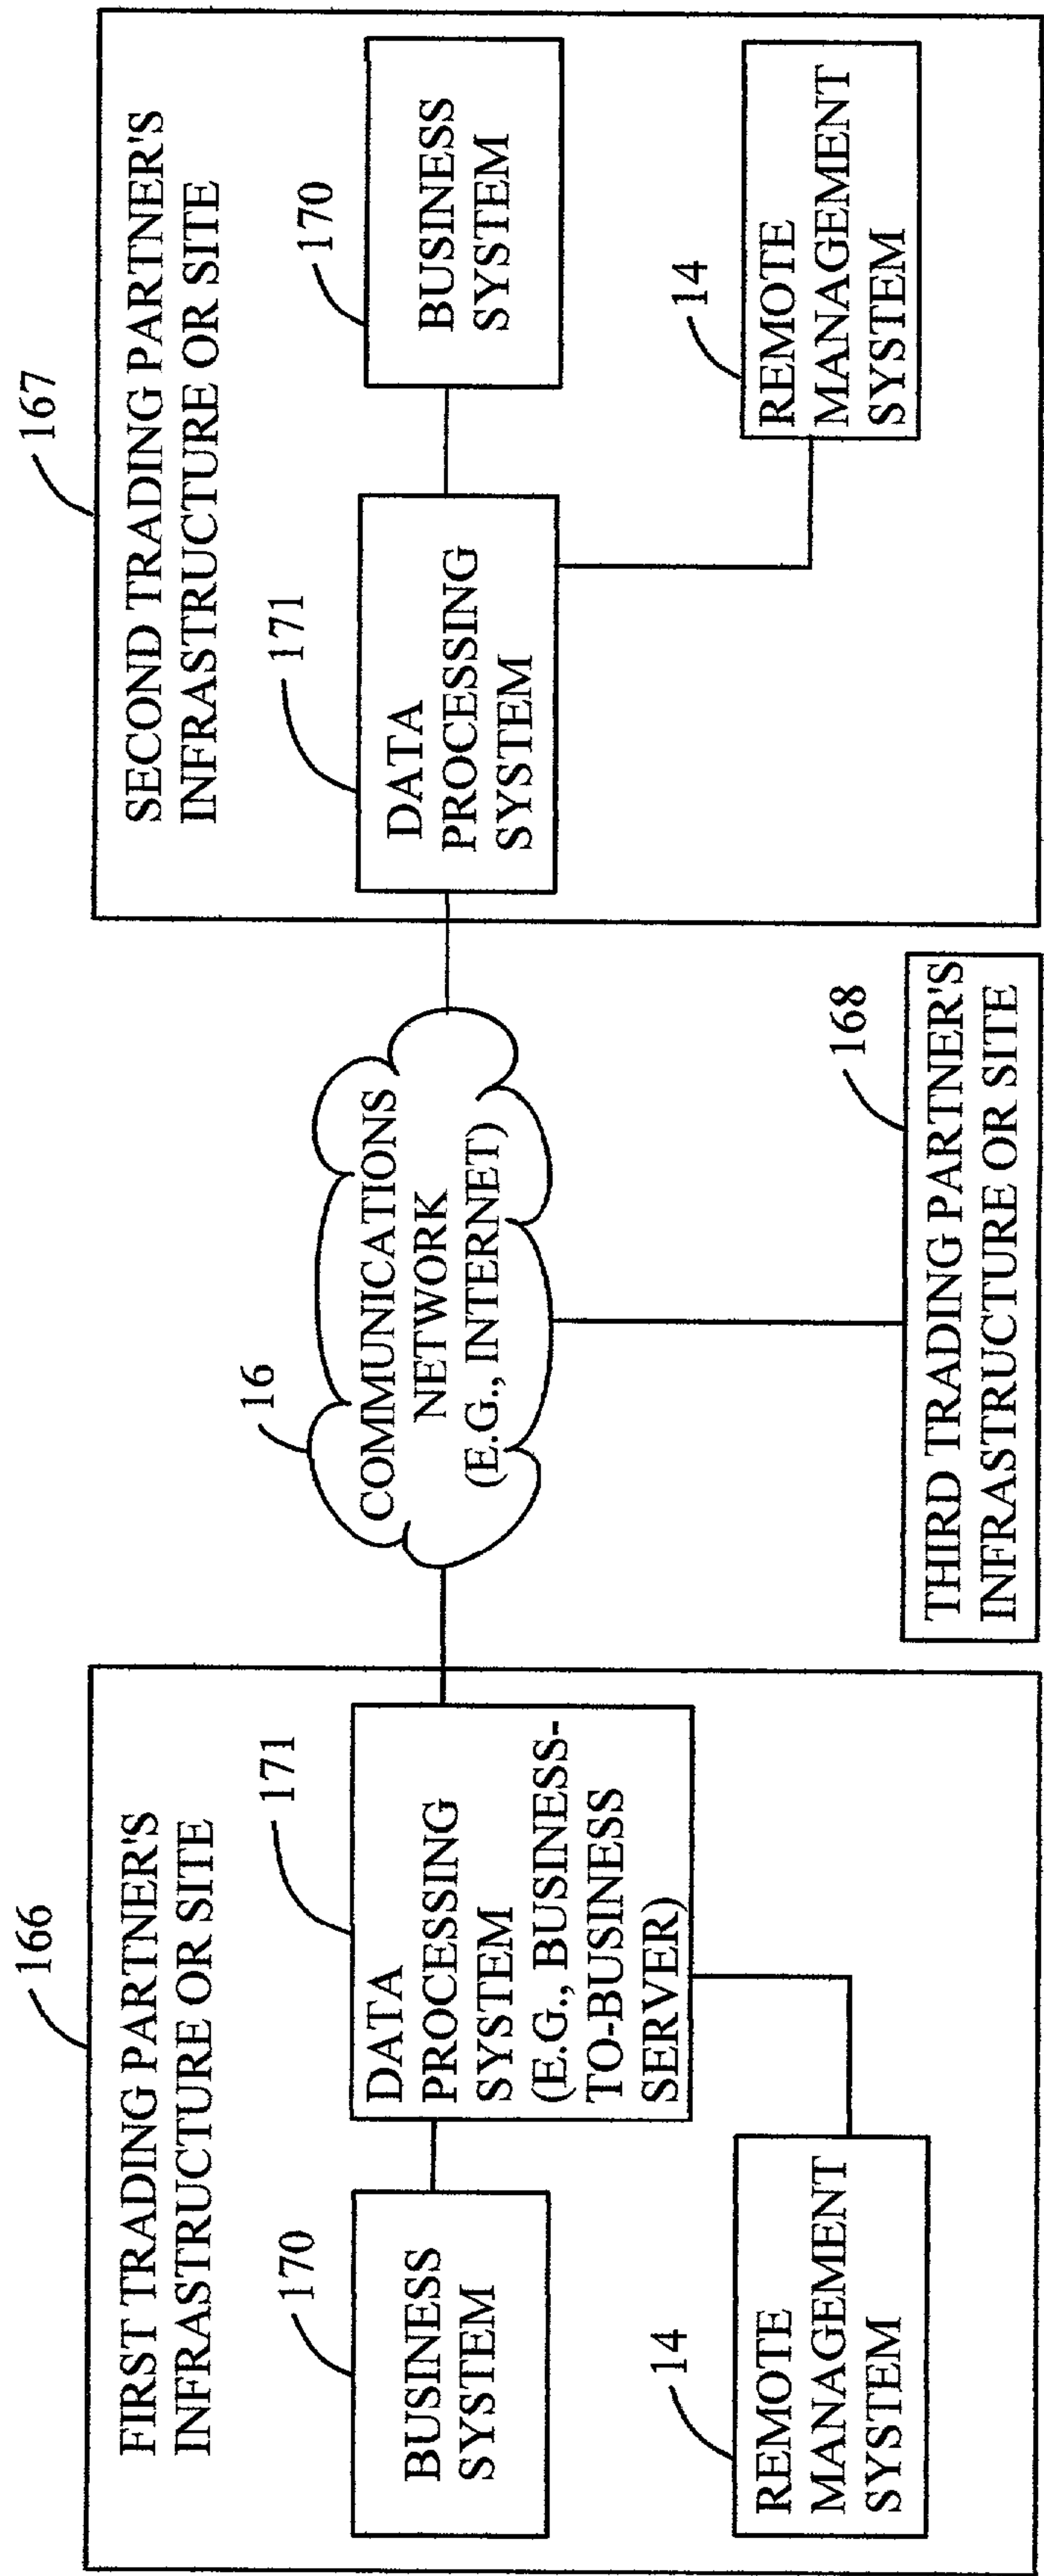 166
FIRST TRADING PARTNER'S
INFRASTRUCTURE OR SITE
170
BUSINESS
SYSTEM
171
DATA
PROCESSING
SYSTEM
(E.G., BUSINESS-
TO-BUSINESS
SERVER)
14
REMOTE
MANAGEMENT
SYSTEM
16
COMMUNICATIONS
NETWORK
(E.G., INTERNET)
168
THIRD TRADING PARTNER'S
INFRASTRUCTURE OR SITE
167
SECOND TRADING PARTNER'S
INFRASTRUCTURE OR SITE
171
DATA
PROCESSING
SYSTEM
170
BUSINESS
SYSTEM
14
REMOTE
MANAGEMENT
SYSTEM